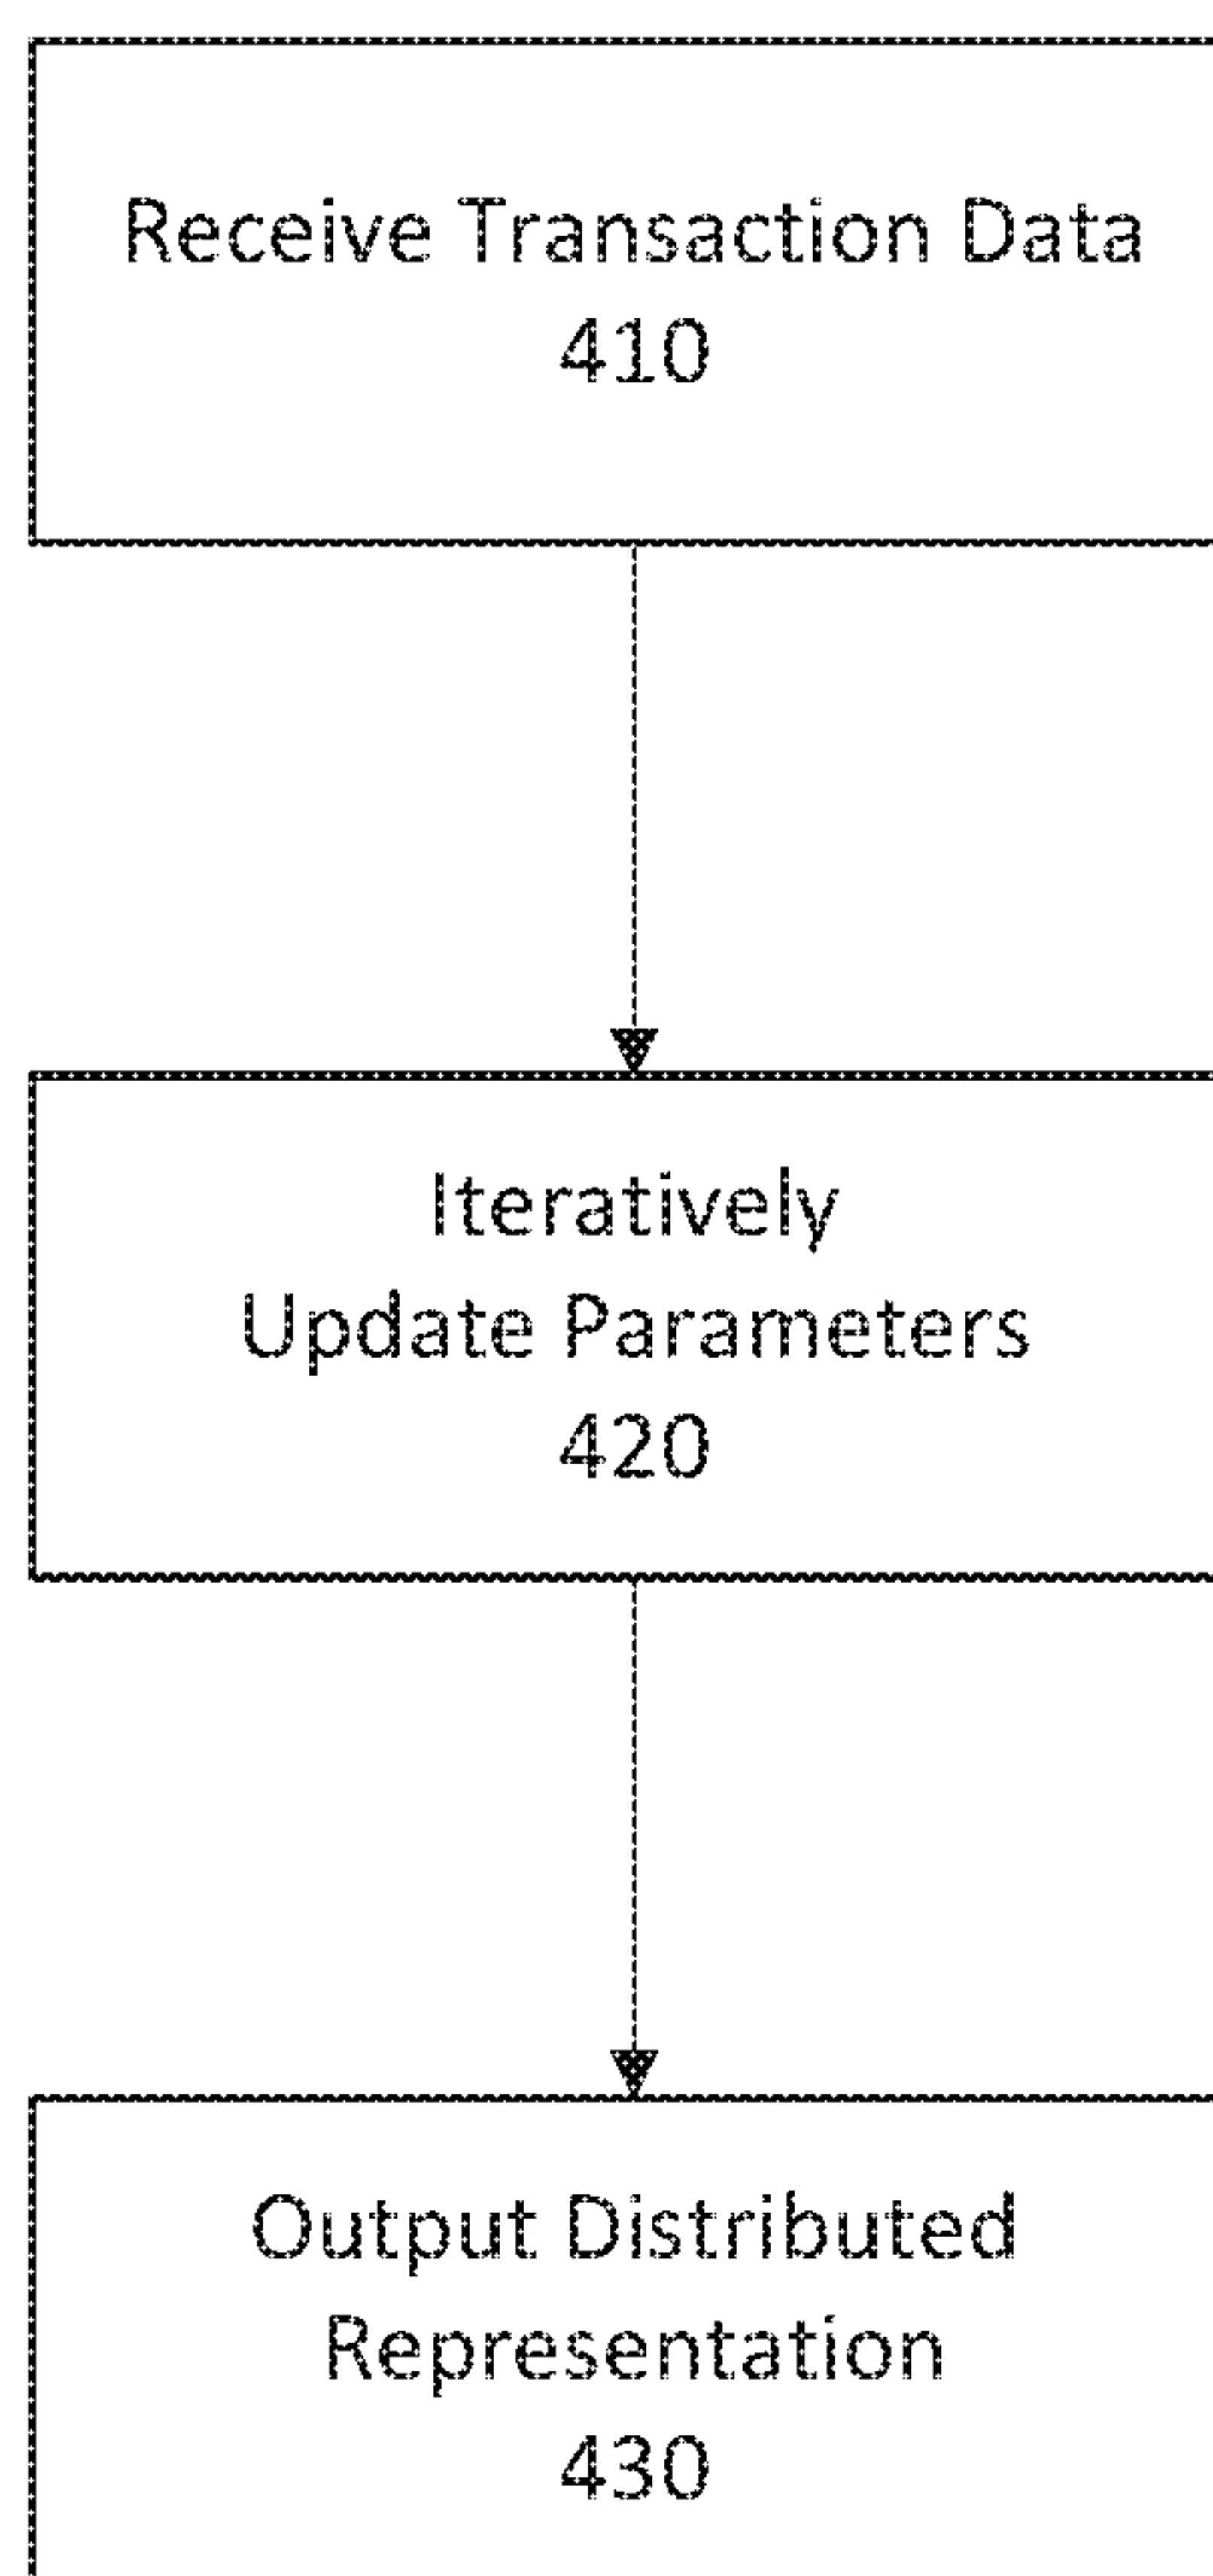 Receive Transaction Data
410
Iteratively
Update Parameters
420
Output Distributed
Representation
430